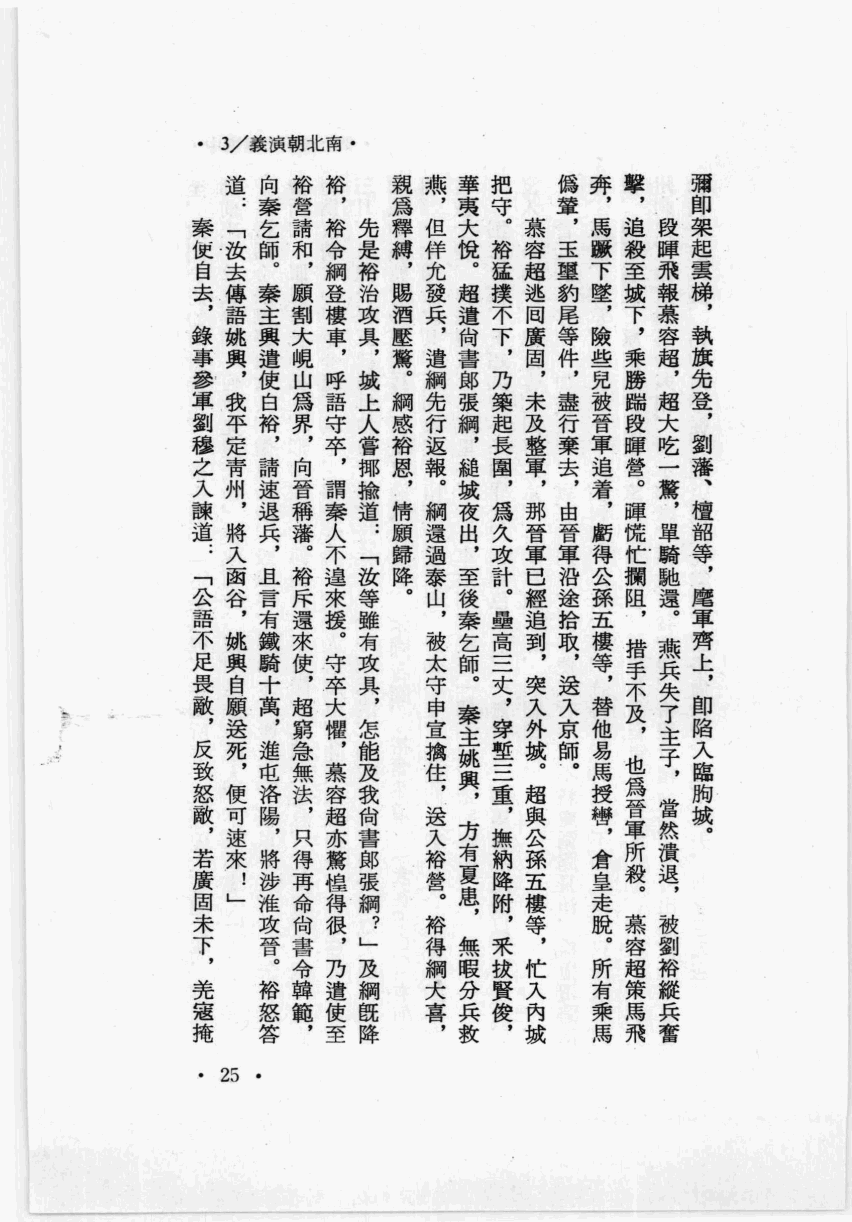 •3/義演朝北南•
彌卽架起雲梯，執旗先登，劉藩、檀韶等，麾軍齊上，卽陷入臨朐城。
段暉飛報慕容超，超大吃一驚，單騎馳還。燕兵失了主子，當然潰退，被劉裕縱兵奮
擊，追殺至城下，乘勝踹段暉營。暉慌忙攔阻，措手不及，也爲晉軍所殺。慕容超策馬飛
奔，馬蹶下墜，險些兒被晉軍追着，虧得公孫五樓等，替他易馬授轡，倉皇走脫。所有乘馬
僞輦，玉璽豹尾等件，盡行棄去，由晉軍沿途拾取，送入京師。
慕容超逃囘廣固，未及整軍，那晉軍已經追到，突入外城。超與公孫五樓等，忙入內城
把守。裕猛撲不下，乃築起長圍，爲久攻計。壘高三丈，穿塹三重，撫納降附，采拔賢俊，
華夷大悅。超遣尙書郎張綱，縋城夜出，至後秦乞師。秦主姚興，方有夏患，無暇分兵救
燕，但佯允發兵，遣綱先行返報。綱還過泰山，被太守申宣擒住，送入裕營。裕得綱大喜，
親爲釋縛，賜酒壓驚。綱感裕恩，情願歸降。
先是裕治攻具，城上人嘗揶揄道：「汝等雖有攻具，怎能及我尙書郎張綱？」及綱旣降
裕，裕令綱登樓車，呼語守卒，謂秦人不遑來援。守卒大懼，慕容超亦驚惶得很，乃遣使至
裕營請和，願割大峴山爲界，向晉稱藩。裕斥還來使，超窮急無法，只得再命尙書令韓範，
向秦乞師。秦主興遣使白裕，請速退兵，且言有鐵騎十萬，進屯洛陽，將涉淮攻晉。裕怒答
道：「汝去傳語姚興，我平定青州，將入函谷，姚興自願送死，便可速來！」
秦使自去，錄事參軍劉穆之入諫道：「公語不足畏敵，反致怒敵，若廣固未下，羌寇掩
•25•